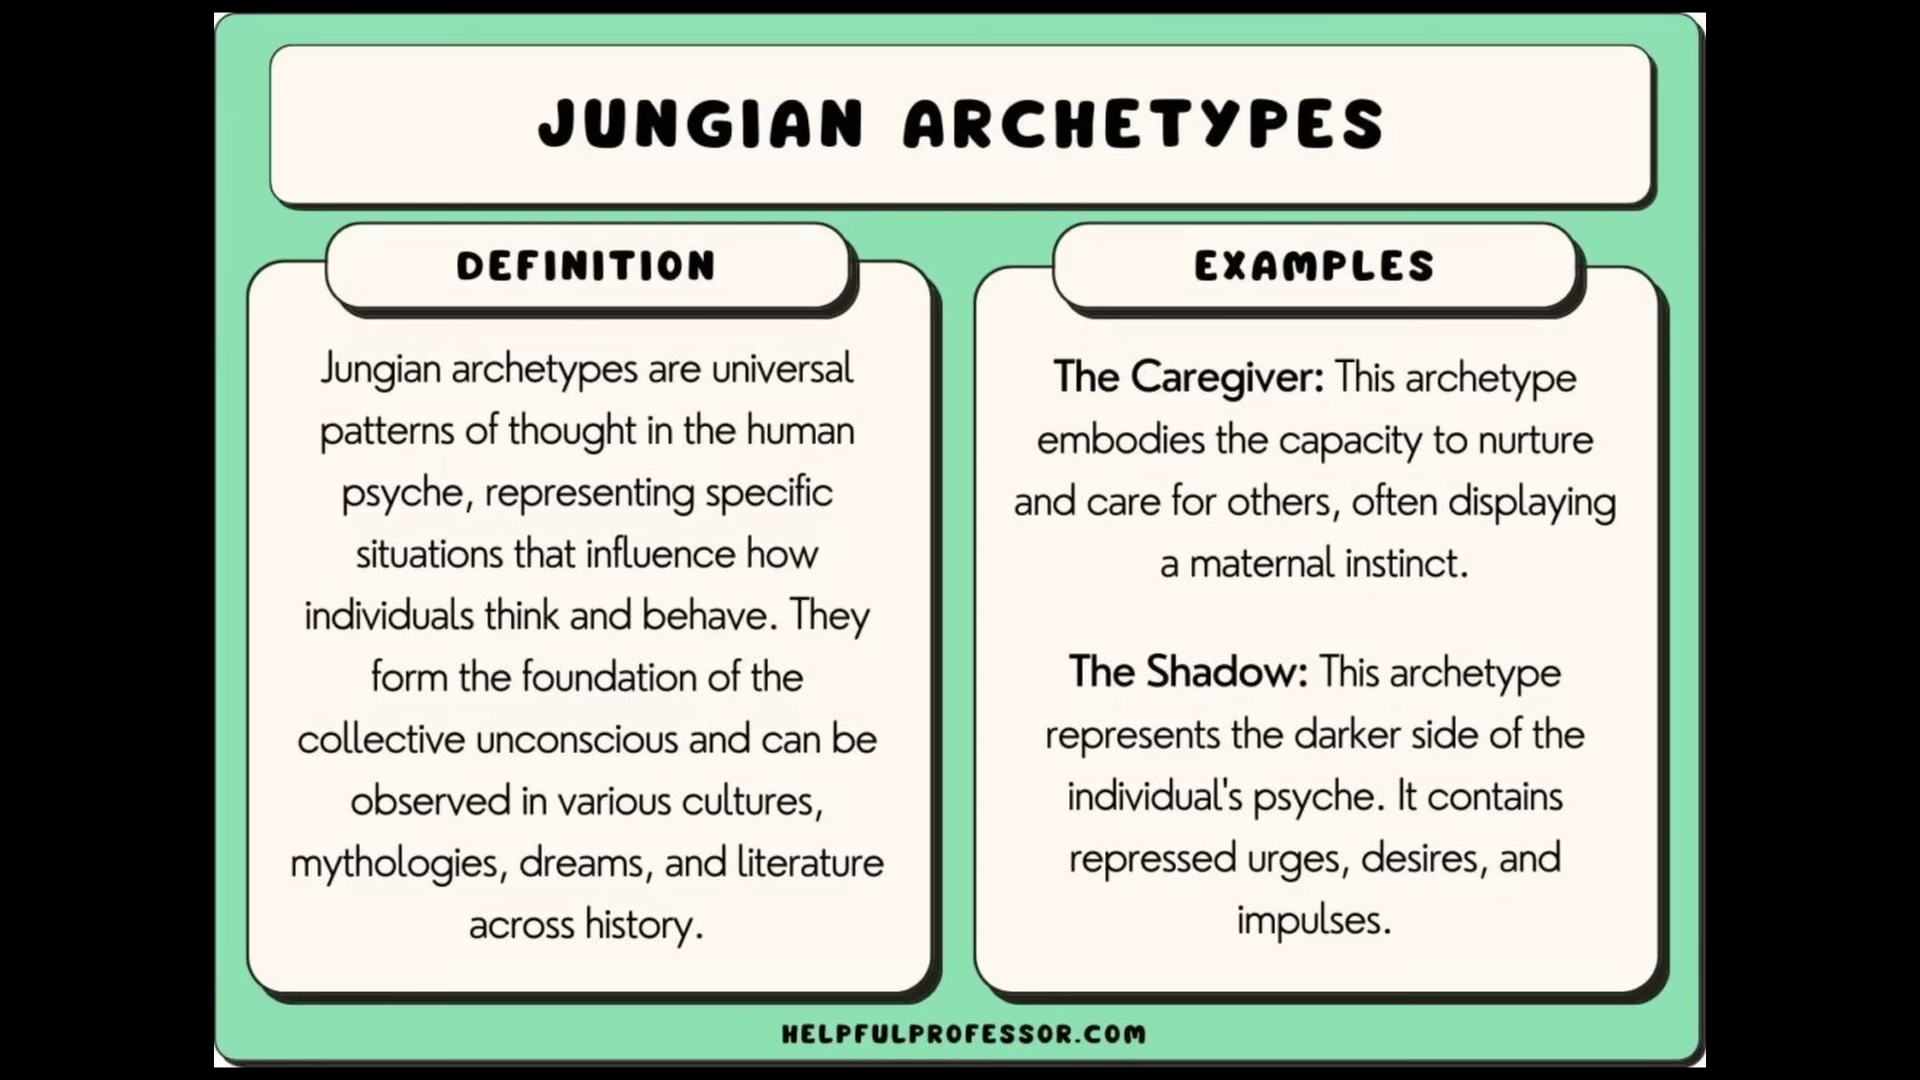 JUNGIAN ARCHETYPES
DEFINITION
Jungian archetypes are universal
patterns of thought in the human
psyche, representing specific
situations that influence how
individuals think and behave. They
form the foundation of the
collective unconscious and can be
observed in various cultures,
mythologies, dreams, and literature
across history.
EXAMPLES
The Caregiver: This archetype
embodies the capacity to nurture
and care for others, often displaying
a maternal instinct.
The Shadow: This archetype
represents the darker side of the
individual's psyche. It contains
repressed urges, desires, and
impulses.
HELPFULPROFESSOR.COM